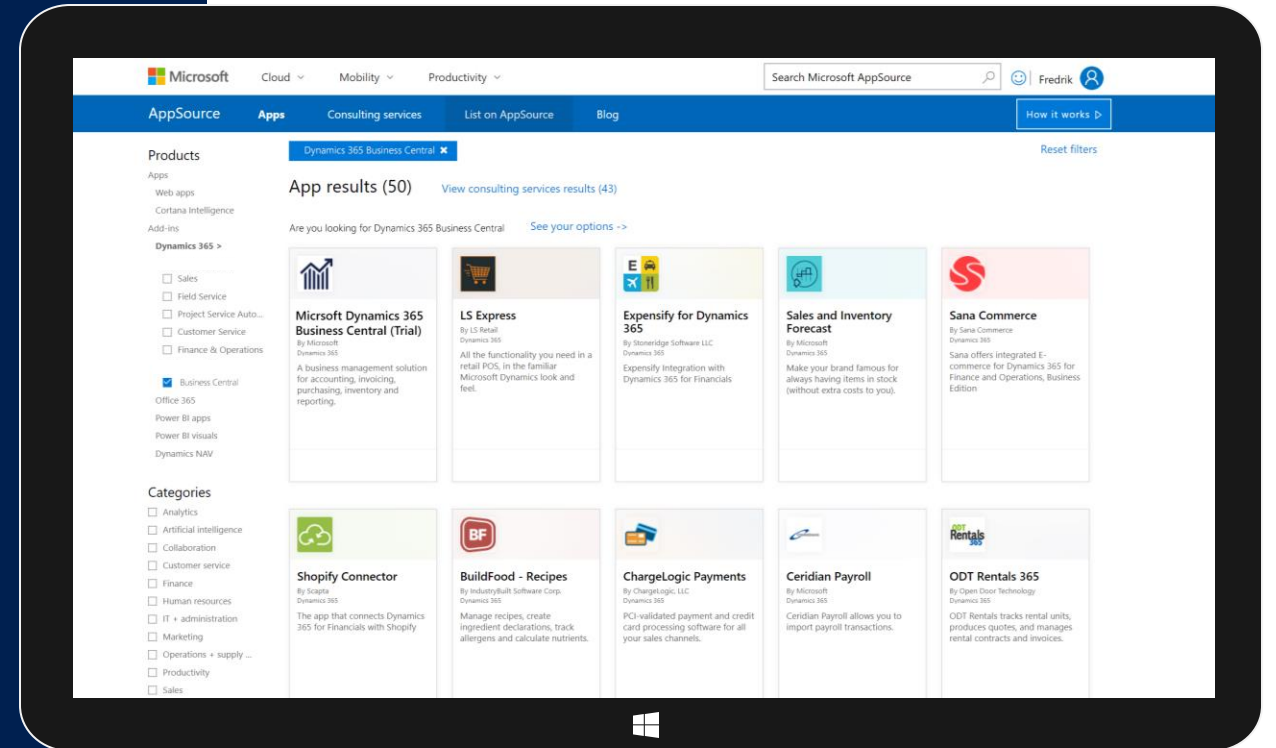 Microsoft Cloud Mobility Productivity Search Microsoft AppSource Fredrik
AppSource Apps Consulting services List on AppSource Blog How it works
Products
Apps
Web apps
Cortana Intelligence
Add-ins
Dynamics 365 >
Sales
Field Service
Project Service Auto...
Customer Service
Finance & Operations
Business Central
Office 365
Power BI apps
Power BI visuals
Dynamics NAV
Categories
Analytics
Artificial intelligence
Collaboration
Customer service
Finance
Human resources
IT + administration
Marketing
Operations + supply ...
Productivity
Sales
Dynamics 365 Business Central ✖ Reset filters
App results (50) View consulting services results (43)
Are you looking for Dynamics 365 Business Central See your options ->
Micrsoft Dynamics 365
Business Central (Trial)
By Microsoft
Dynamics 365
A business management solution
for accounting, invoicing,
purchasing, inventory and
reporting.
LS Express
By LS Retail
Dynamics 365
All the functionality you need in a
retail POS, in the familiar
Microsoft Dynamics look and
feel.
E
Expensify for Dynamics
365
By Stoneridge Software LLC
Dynamics 365
Expensify Integration with
Dynamics 365 for Financials
Sales and Inventory
Forecast
By Microsoft
Dynamics 365
Make your brand famous for
always having items in stock
(without extra costs to you).
Sana Commerce
By Sana Commerce
Dynamics 365
Sana offers integrated E-
commerce for Dynamics 365 for
Finance and Operations, Business
Edition
Shopify Connector
By Scapta
Dynamics 365
The app that connects Dynamics
365 for Financials with Shopify
BF
BuildFood - Recipes
By IndustryBuilt Software Corp.
Dynamics 365
Manage recipes, create
ingredient declarations, track
allergens and calculate nutrients.
ChargeLogic Payments
By ChargeLogic, LLC
Dynamics 365
PCI-validated payment and credit
card processing software for all
your sales channels.
Ceridian Payroll
By Microsoft
Dynamics 365
Ceridian Payroll allows you to
import payroll transactions.
ODT
Rentals
365
ODT Rentals 365
By Open Door Technology
Dynamics 365
ODT Rentals tracks rental units,
produces quotes, and manages
rental contracts and invoices.